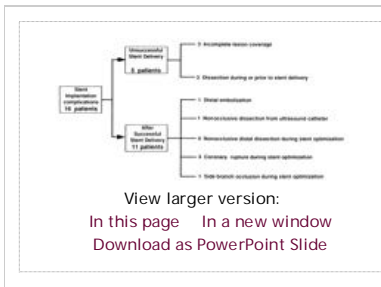 Unsuccessful
Stent Delivery
5 patients
3 Incomplete lesion coverage
2 Dissection during or prior to stent delivery
Stent
Implantation
complications
16 patients
After
Successful
Stent Delivery
11 patients
Distal embolization
1 Nonocclusive dissection from ultrasound catheter
Nonocclusive distal dissection during stent optimization
Coronary rupture during stent optimization
1 Side branch occlusion during stent optimization
View larger version:
In this page In a new window
Download as PowerPoint Slide